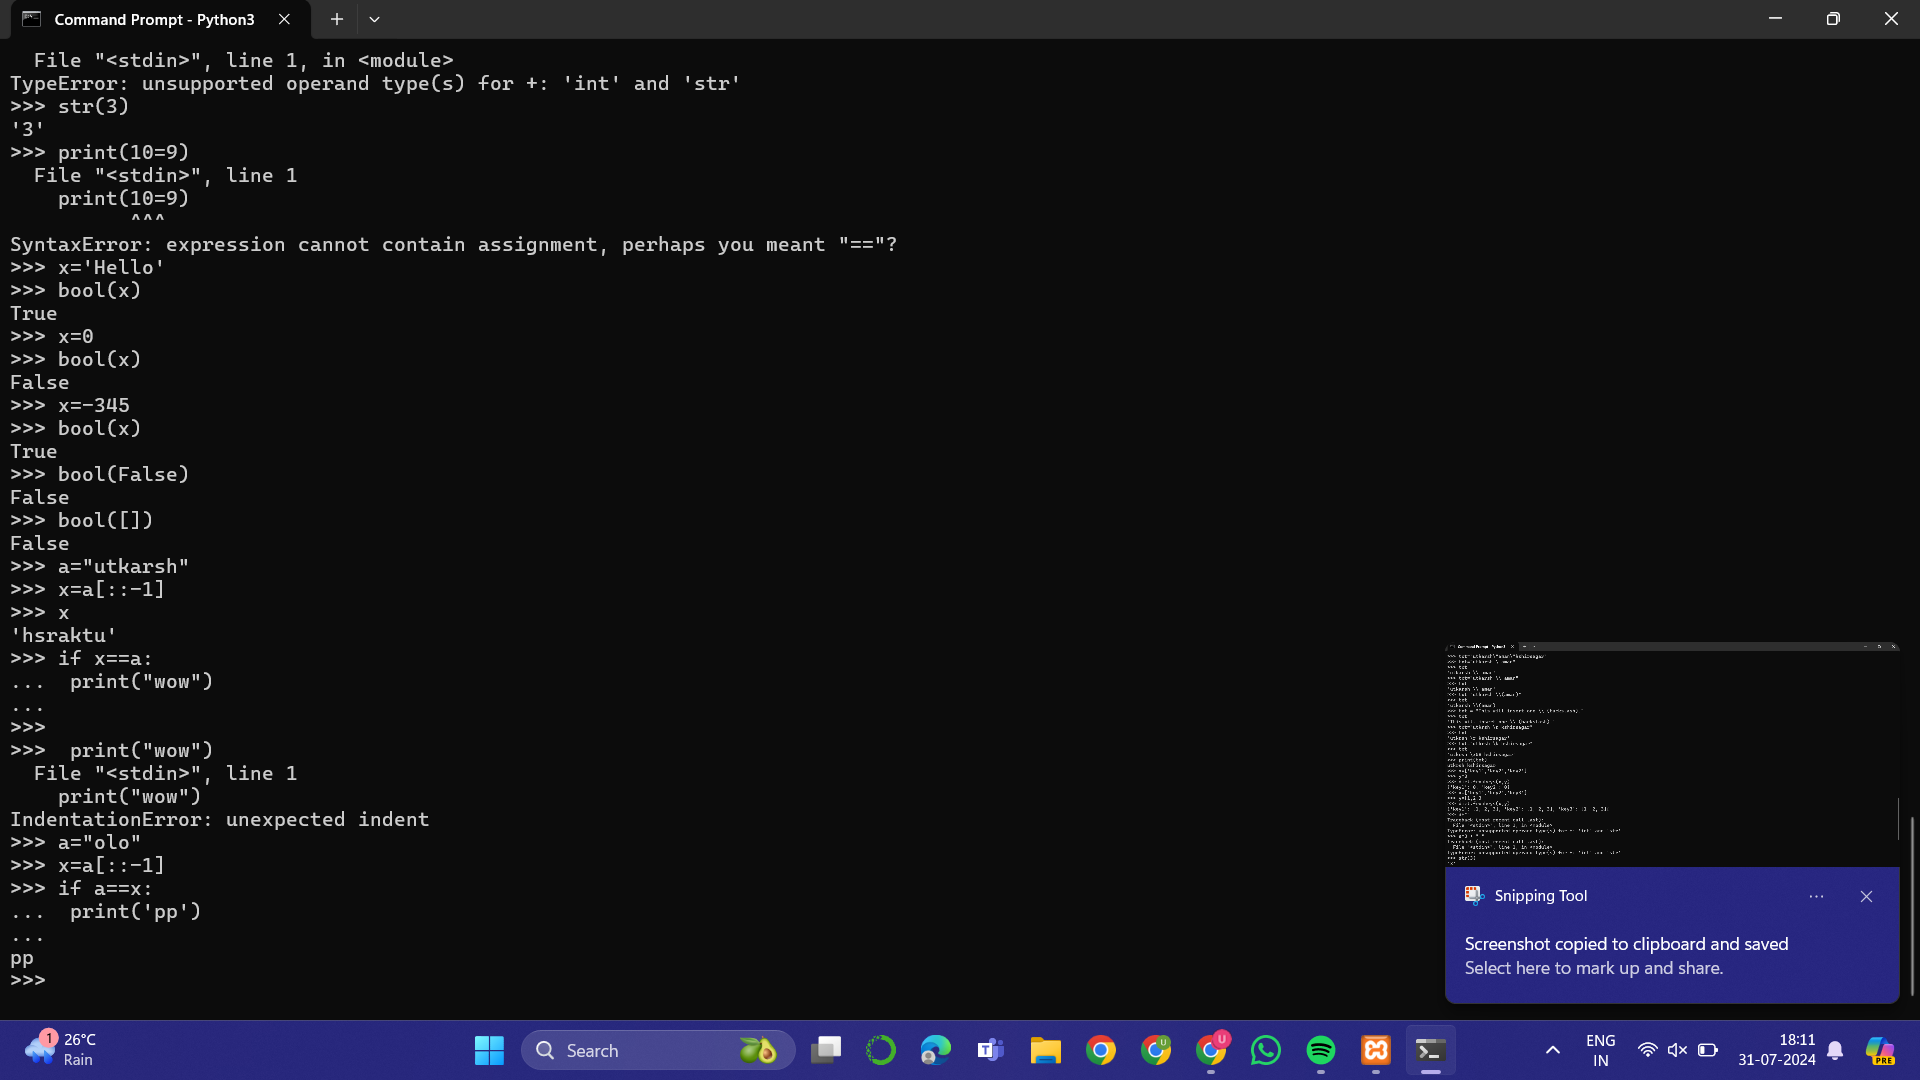 Command Prompt - Python3
File "<stdin>", line 1, in <module>
TypeError: unsupported operand type(s) for +: 'int' and 'str'
>>> str(3)
'3'
>>> print(10=9)
  File "<stdin>", line 1
    print(10=9)
          ^^^
SyntaxError: expression cannot contain assignment, perhaps you meant "=="?
>>> x='Hello'
>>> bool(x)
True
>>> x=0
>>> bool(x)
False
>>> x=-345
>>> bool(x)
True
>>> bool(False)
False
>>> bool([])
False
>>> a="utkarsh"
>>> x=a[::-1]
>>> x
'hsraktu'
>>> if x==a:
...  print("wow")
...
>>>
>>>  print("wow")
  File "<stdin>", line 1
    print("wow")
IndentationError: unexpected indent
>>> a="olo"
>>> x=a[::-1]
>>> if a==x:
...  print('pp')
...
pp
>>>
Snipping Tool
Screenshot copied to clipboard and saved
Select here to mark up and share.
1
26°C
Rain
Search
U
U
ENG
IN
18:11
31-07-2024
PRE